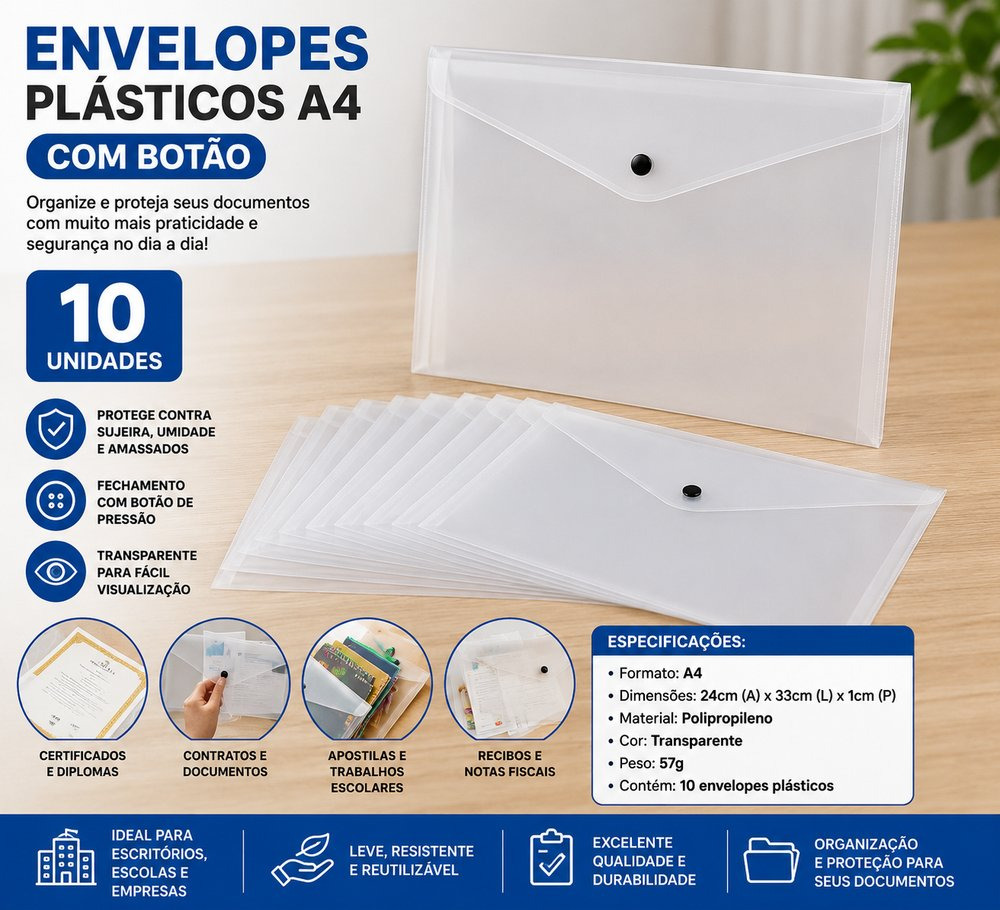 ENVELOPES
PLÁSTICOS A4
COM BOTÃO
Organize e proteja seus documentos
com muito mais praticidade e
segurança no dia a dia!
10
UNIDADES
PROTEGE CONTRA
SUJEIRA, UMIDADE
E AMASSADOS
FECHAMENTO
COM BOTÃO DE
PRESSÃO
TRANSPARENTE
PARA FÁCIL
VISUALIZAÇÃO
CERTIFICADOS
E DIPLOMAS
CONTRATOS E
DOCUMENTOS
APOSTILAS E
TRABALHOS
ESCOLARES
RECIBOS E
NOTAS FISCAIS
ESPECIFICAÇÕES:
• Formato: A4
• Dimensões: 24cm (A) x 33cm (L) x 1cm (P)
• Material: Polipropileno
• Cor: Transparente
• Peso: 57g
• Contém: 10 envelopes plásticos
IDEAL PARA
ESCRITÓRIOS,
ESCOLAS E
EMPRESAS
LEVE, RESISTENTE
E REUTILIZÁVEL
EXCELENTE
QUALIDADE E
DURABILIDADE
ORGANIZAÇÃO
E PROTEÇÃO PARA
SEUS DOCUMENTOS